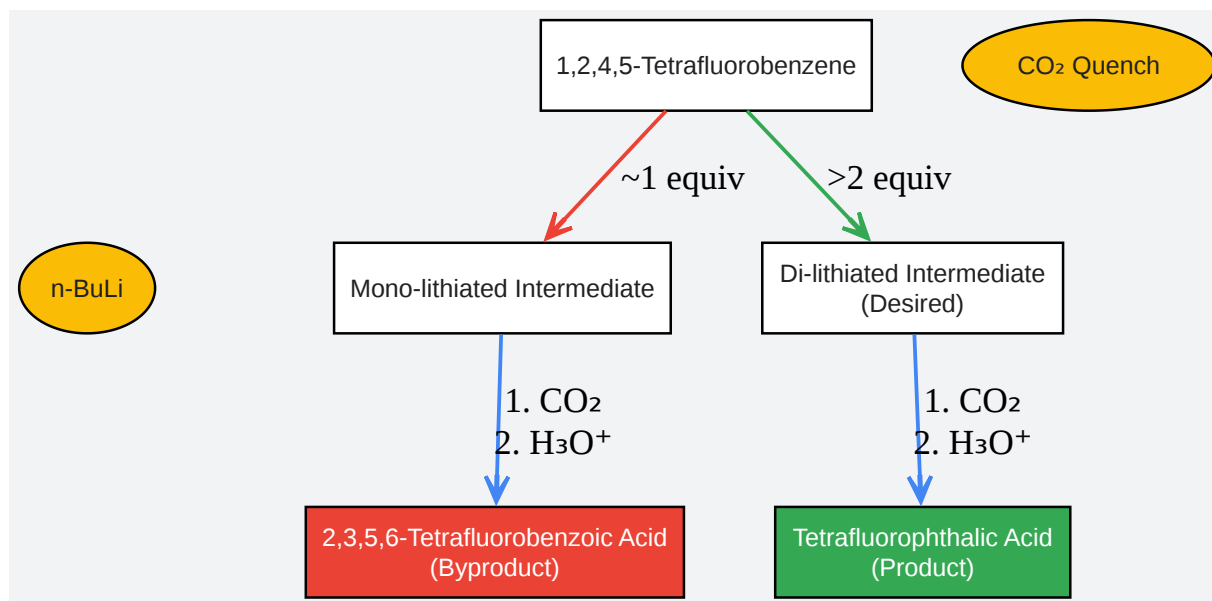 1,2,4,5-Tetrafluorobenzene
CO₂ Quench
~1 equiv
>2 equiv
n-BuLi
Mono-lithiated Intermediate
Di-lithiated Intermediate
(Desired)
1. CO₂
2. H₃O⁺
1. CO₂
2. H₃O⁺
2,3,5,6-Tetrafluorobenzoic Acid
(Byproduct)
Tetrafluorophthalic Acid
(Product)